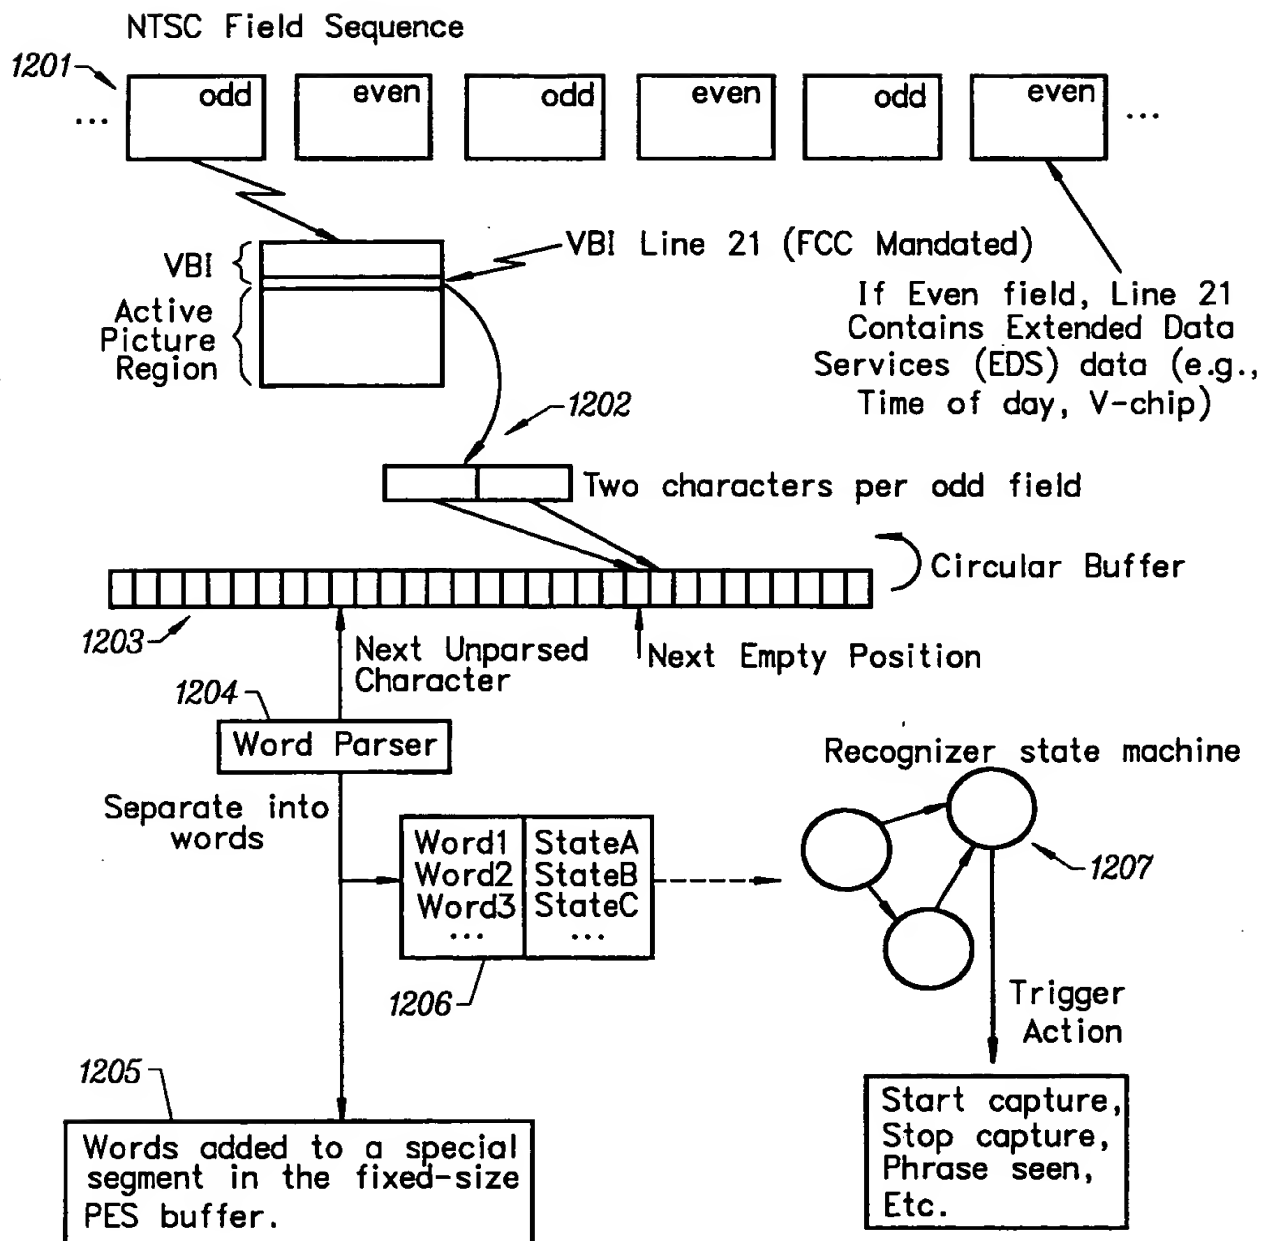 NTSC Field Sequence
1201
... odd even odd even odd even ...
VBI
VBI Line 21 (FCC Mandated)
Active
Picture
Region
If Even field, Line 21
Contains Extended Data
Services (EDS) data (e.g.,
Time of day, V-chip)
1202
Two characters per odd field
Circular Buffer
1203
Next Unparsed
Character
Next Empty Position
1204
Word Parser
Separate into
words
Word1 StateA
Word2 StateB
Word3 StateC
... ...
1206
Recognizer state machine
1207
Trigger
Action
1205
Words added to a special
segment in the fixed-size
PES buffer.
Start capture,
Stop capture,
Phrase seen,
Etc.